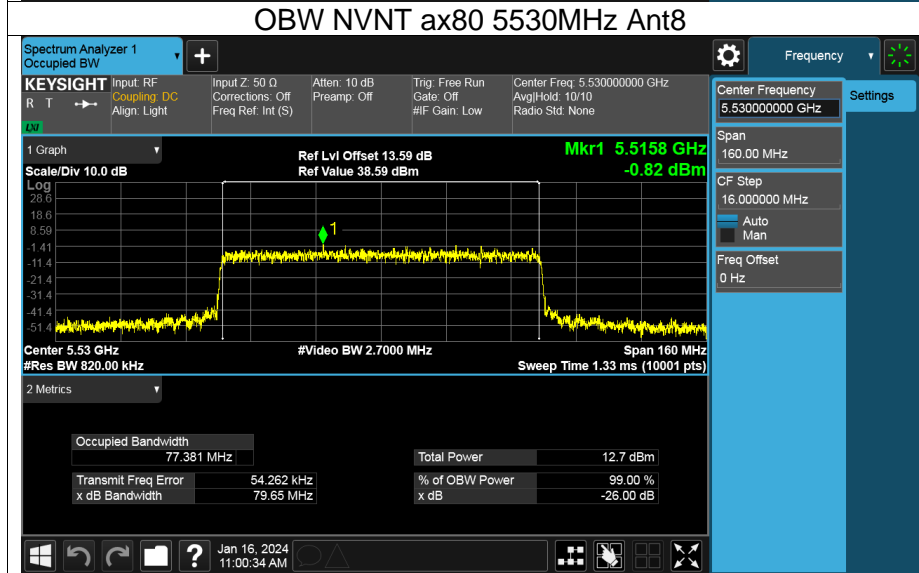 OBW NVNT ax80 5530MHz Ant8
Spectrum Analyzer 1
Occupied BW
+
Frequency
KEYSIGHT
R T
LXI
Input: RF
Coupling: DC
Align: Light
Input Z: 50 Ω
Corrections: Off
Freq Ref: Int (S)
Atten: 10 dB
Preamp: Off
Trig: Free Run
Gate: Off
#IF Gain: Low
Center Freq: 5.530000000 GHz
Avg|Hold: 10/10
Radio Std: None
Center Frequency
5.530000000 GHz
Settings
Span
160.00 MHz
CF Step
16.000000 MHz
Auto
Man
Freq Offset
0 Hz
1 Graph
Scale/Div 10.0 dB
Ref Lvl Offset 13.59 dB
Ref Value 38.59 dBm
Mkr1 5.5158 GHz
-0.82 dBm
Log
28.6
18.6
8.59
-1.41
-11.4
-21.4
-31.4
-41.4
-51.4
1
Center 5.53 GHz
#Res BW 820.00 kHz
#Video BW 2.7000 MHz
Span 160 MHz
Sweep Time 1.33 ms (10001 pts)
2 Metrics
Occupied Bandwidth
77.381 MHz
Transmit Freq Error 54.262 kHz
x dB Bandwidth 79.65 MHz
Total Power 12.7 dBm
% of OBW Power 99.00 %
x dB -26.00 dB
?
Jan 16, 2024
11:00:34 AM